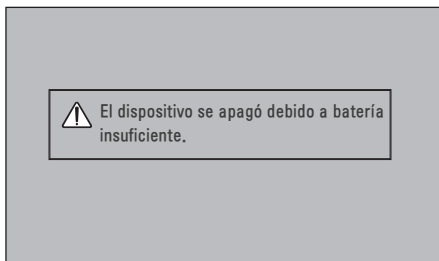 El dispositivo se apagó debido a batería
insuficiente.